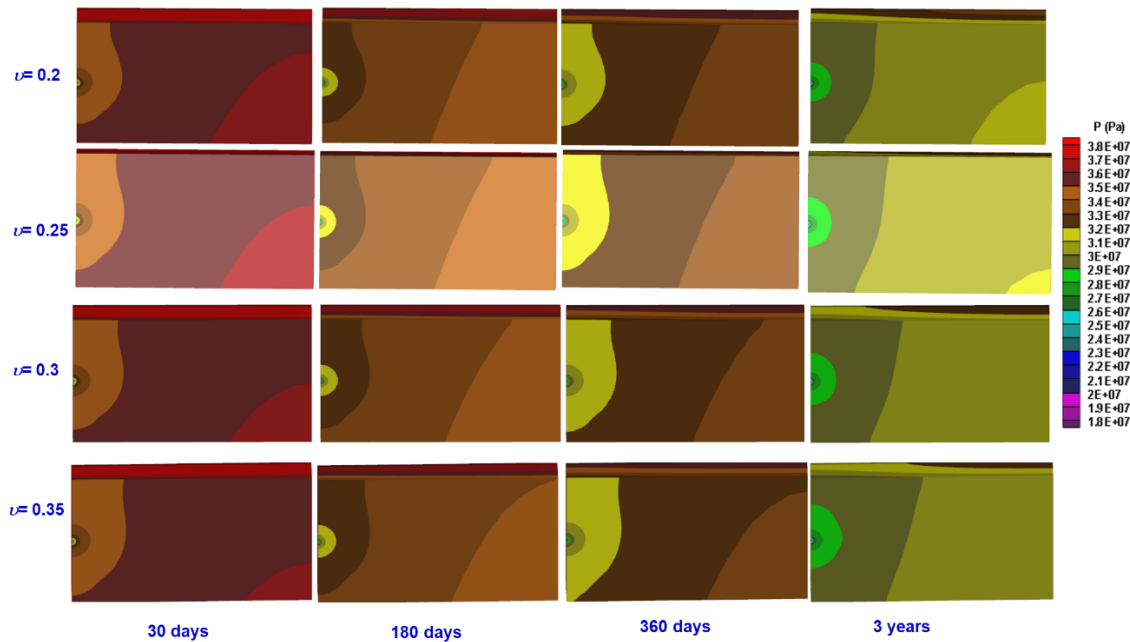 υ= 0.2
υ= 0.25
υ= 0.3
υ= 0.35
30 days
180 days
360 days
3 years
P (Pa)
3.8E+07
3.7E+07
3.6E+07
3.5E+07
3.4E+07
3.3E+07
3.2E+07
3.1E+07
3E+07
2.9E+07
2.8E+07
2.7E+07
2.6E+07
2.5E+07
2.4E+07
2.3E+07
2.2E+07
2.1E+07
2E+07
1.9E+07
1.8E+07